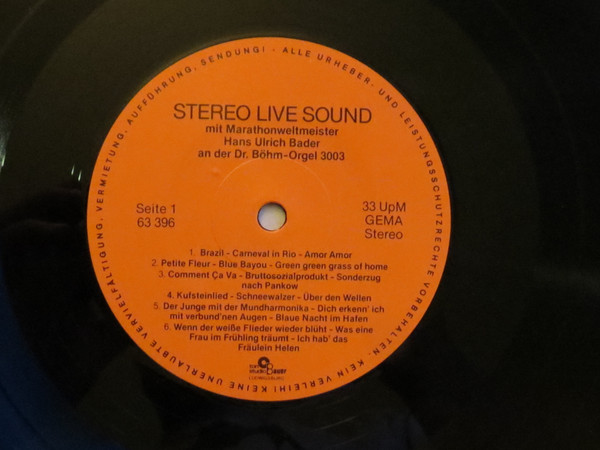 STEREO LIVE SOUND
mit Marathonweltmeister
Hans Ulrich Bader
an der Dr. Böhm-Orgel 3003
Seite 1
63 396
33 UpM
GEMA
Stereo
1. Brazil - Carneval in Rio - Amor Amor
2. Petite Fleur - Blue Bayou - Green green grass of home
3. Comment Ça Va - Bruttosozialprodukt - Sonderzug
nach Pankow
4. Kufsteinlied - Schneewalzer - Über den Wellen
5. Der Junge mit der Mundharmonika - Dich erkenn' ich
mit verbund'nen Augen - Blaue Nacht im Hafen
6. Wenn der weiße Flieder wieder blüht - Was eine
Frau im Frühling träumt - Ich hab' das
Fräulein Helen
studio Bauer
ALLE URHEBER- UND LEISTUNGSSCHUTZRECHTE VORBEHALTEN. KEIN VERLEIH! KEINE UNERLAUBTE VERVIELFÄLTIGUNG, VERMIETUNG, AUFFÜHRUNG, SENDUNG! -